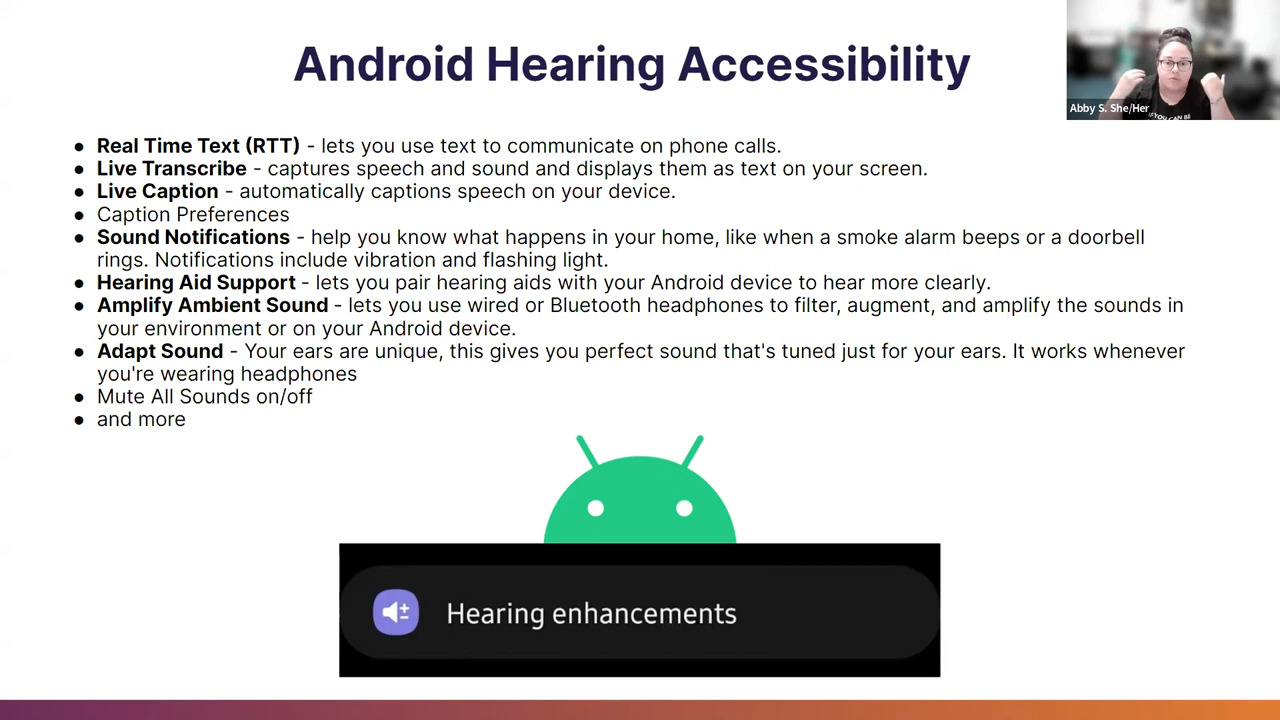 Android Hearing Accessibility
Abby S. She/Her
IF YOU CAN BE
● Real Time Text (RTT) - lets you use text to communicate on phone calls.
● Live Transcribe - captures speech and sound and displays them as text on your screen.
● Live Caption - automatically captions speech on your device.
● Caption Preferences
● Sound Notifications - help you know what happens in your home, like when a smoke alarm beeps or a doorbell
rings. Notifications include vibration and flashing light.
● Hearing Aid Support - lets you pair hearing aids with your Android device to hear more clearly.
● Amplify Ambient Sound - lets you use wired or Bluetooth headphones to filter, augment, and amplify the sounds in
your environment or on your Android device.
● Adapt Sound - Your ears are unique, this gives you perfect sound that's tuned just for your ears. It works whenever
you're wearing headphones
● Mute All Sounds on/off
● and more
Hearing enhancements